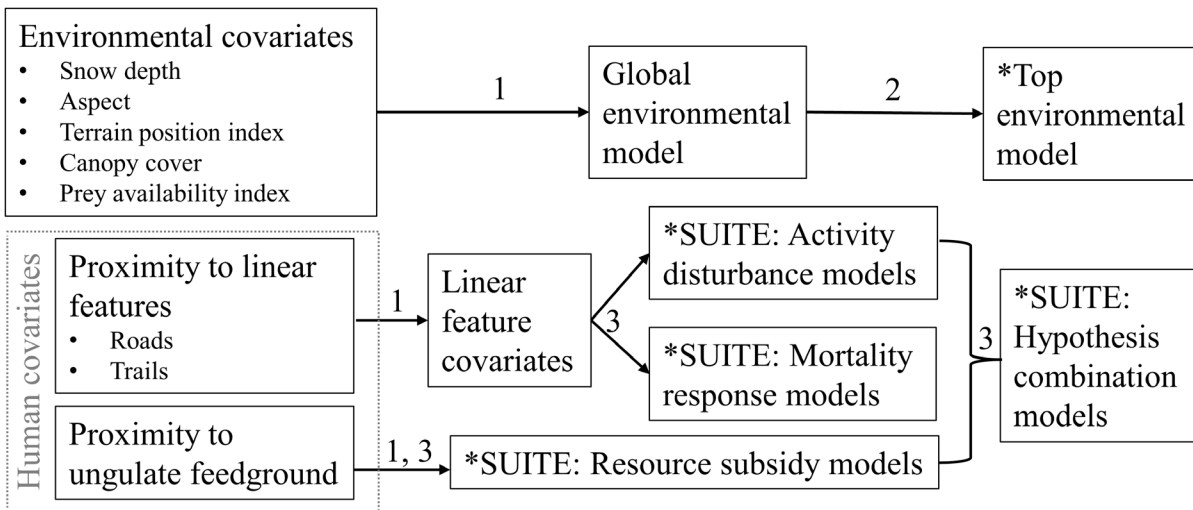 Environmental covariates
• Snow depth
• Aspect
• Terrain position index
• Canopy cover
• Prey availability index
1
Global
environmental
model
2
*Top
environmental
model
Human covariates
Proximity to linear
features
• Roads
• Trails
1
Linear
feature
covariates
3
*SUITE: Activity
disturbance models
*SUITE: Mortality
response models
Proximity to
ungulate feedground
1, 3
*SUITE: Resource subsidy models
3
*SUITE:
Hypothesis
combination
models